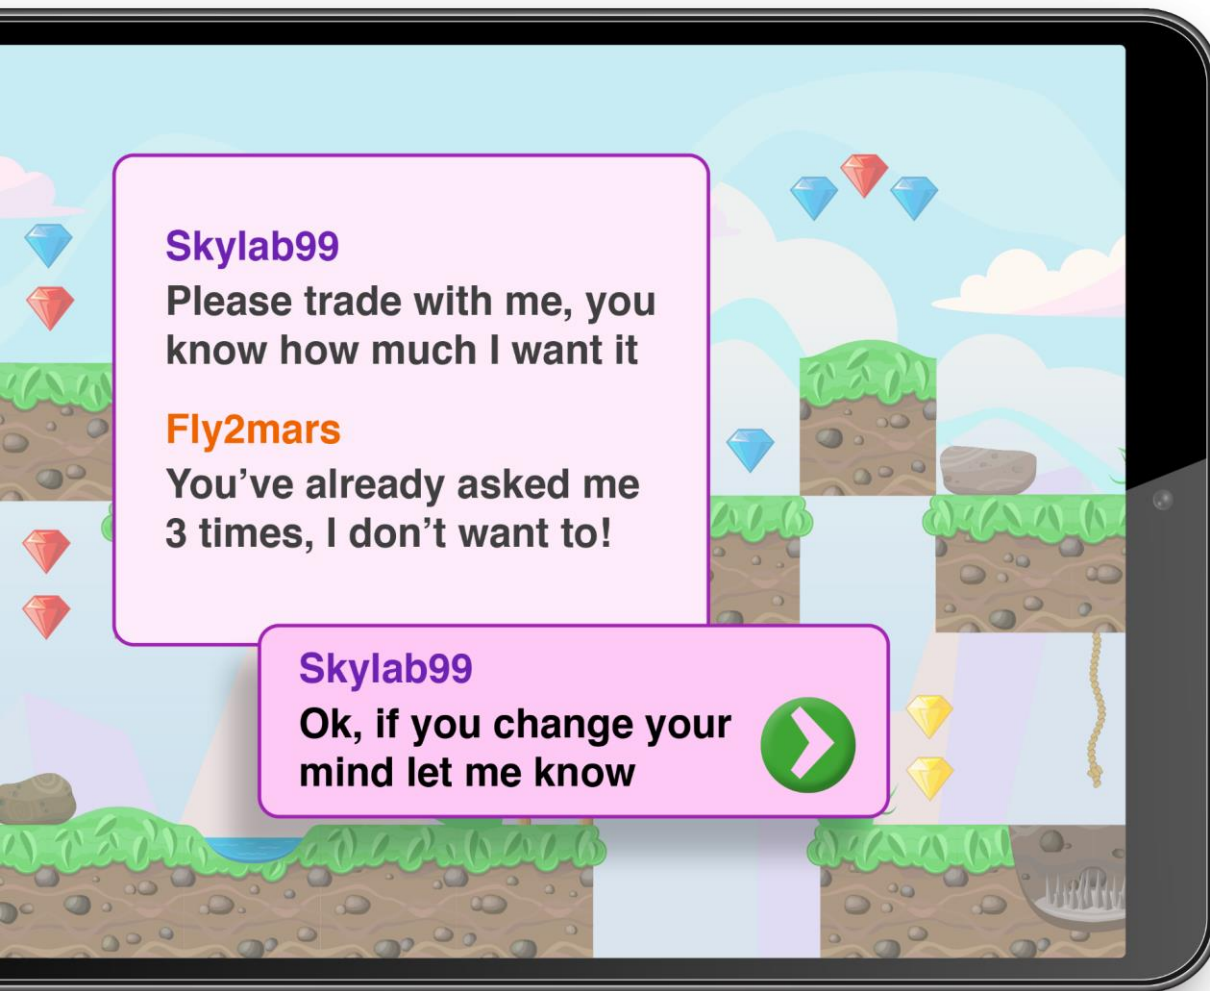 Skylab99
Please trade with me, you
know how much I want it
Fly2mars
You’ve already asked me
3 times, I don’t want to!
Skylab99
Ok, if you change your
mind let me know